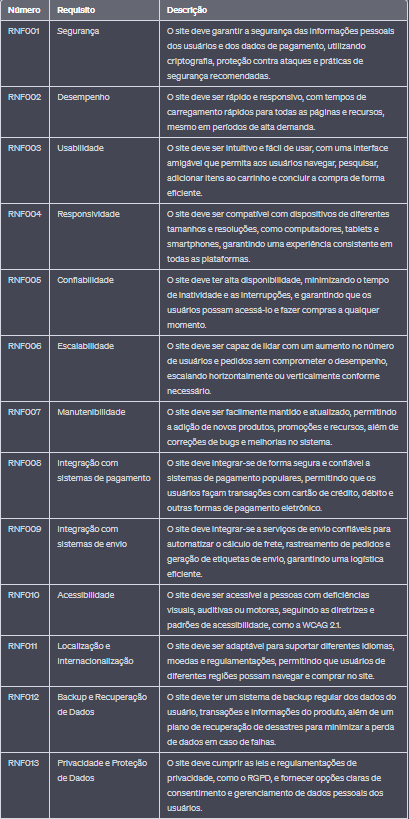 Número Requisito Descrição
RNF001 Segurança O site deve garantir a segurança das informações pessoais
dos usuários e dos dados de pagamento, utilizando
criptografia, proteção contra ataques e práticas de
segurança recomendadas.
RNF002 Desempenho O site deve ser rápido e responsivo, com tempos de
carregamento rápidos para todas as páginas e recursos,
mesmo em períodos de alta demanda.
RNF003 Usabilidade O site deve ser intuitivo e fácil de usar, com uma interface
amigável que permita aos usuários navegar, pesquisar,
adicionar itens ao carrinho e concluir a compra de forma
eficiente.
RNF004 Responsividade O site deve ser compatível com dispositivos de diferentes
tamanhos e resoluções, como computadores, tablets e
smartphones, garantindo uma experiência consistente em
todas as plataformas.
RNF005 Confiabilidade O site deve ter alta disponibilidade, minimizando o tempo
de inatividade e as interrupções, e garantindo que os
usuários possam acessá-lo e fazer compras a qualquer
momento.
RNF006 Escalabilidade O site deve ser capaz de lidar com um aumento no número
de usuários e pedidos sem comprometer o desempenho,
escalando horizontalmente ou verticalmente conforme
necessário.
RNF007 Manutenibilidade O site deve ser facilmente mantido e atualizado, permitindo
a adição de novos produtos, promoções e recursos, além de
correções de bugs e melhorias no sistema.
RNF008 Integração com O site deve integrar-se de forma segura e confiável a
sistemas de pagamento sistemas de pagamento populares, permitindo que os
usuários façam transações com cartão de crédito, débito e
outras formas de pagamento eletrônico.
RNF009 Integração com O site deve integrar-se a serviços de envio confiáveis para
sistemas de envio automatizar o cálculo de frete, rastreamento de pedidos e
geração de etiquetas de envio, garantindo uma logística
eficiente.
RNF010 Acessibilidade O site deve ser acessível a pessoas com deficiências
visuais, auditivas ou motoras, seguindo as diretrizes e
padrões de acessibilidade, como a WCAG 2.1.
RNF011 Localização e O site deve ser adaptável para suportar diferentes idiomas,
Internacionalização moedas e regulamentações, permitindo que usuários de
diferentes regiões possam navegar e comprar no site.
RNF012 Backup e Recuperação O site deve ter um sistema de backup regular dos dados do
de Dados usuário, transações e informações do produto, além de um
plano de recuperação de desastres para minimizar a perda
de dados em caso de falhas.
RNF013 Privacidade e Proteção O site deve cumprir as leis e regulamentações de
de Dados privacidade, como o RGPD, e fornecer opções claras de
consentimento e gerenciamento de dados pessoais dos
usuários.